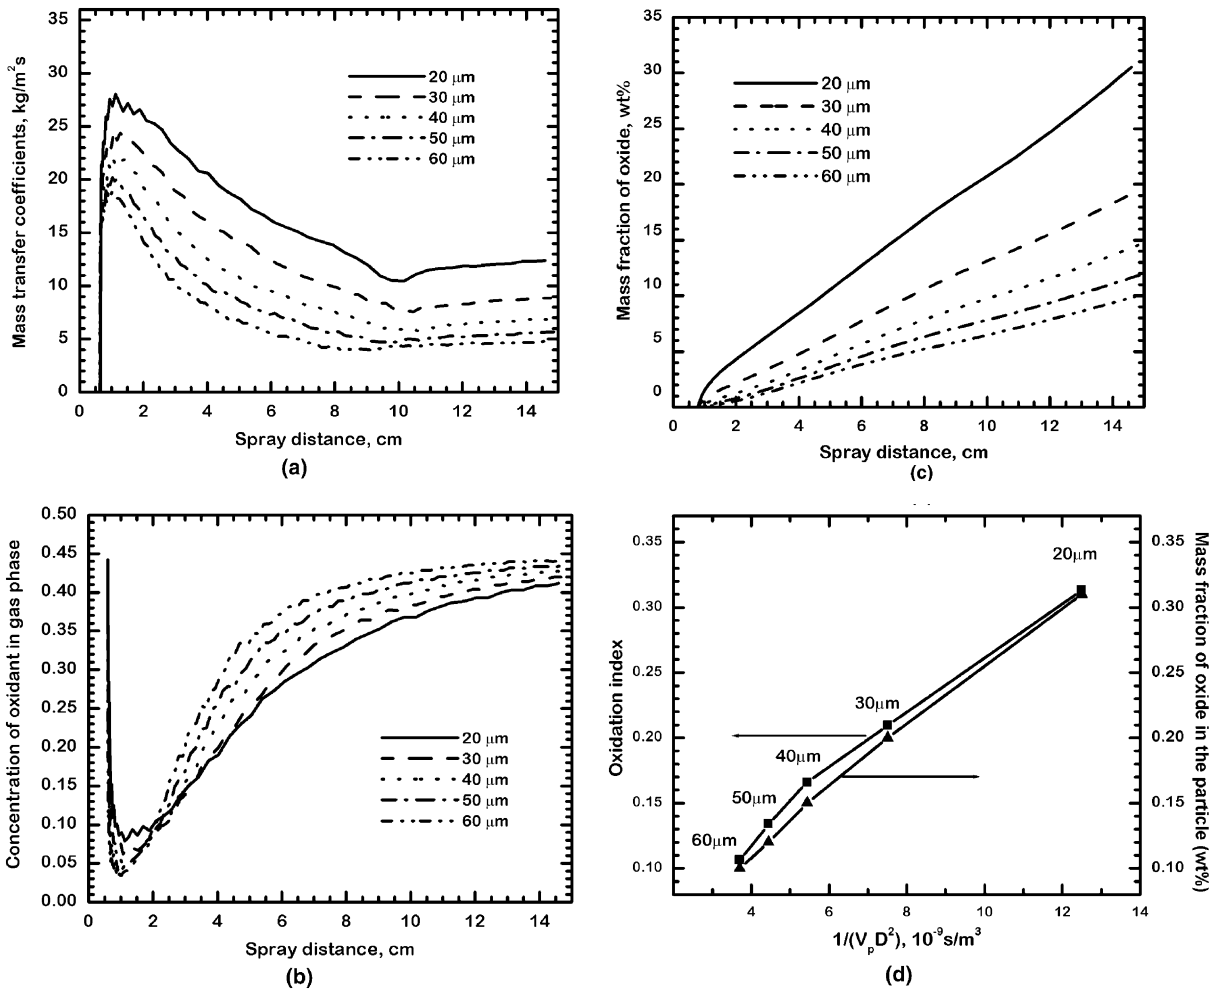 35
30
25
20
15
10
5
0
0
2
4
6
8
10
12
14
Mass transfer coefficients, kg/m²s
20 μm
30 μm
40 μm
50 μm
60 μm
Spray distance, cm
(a)
35
30
25
20
15
10
5
0
0
2
4
6
8
10
12
14
Mass fraction of oxide, wt%
20 μm
30 μm
40 μm
50 μm
60 μm
Spray distance, cm
(c)
0.50
0.45
0.40
0.35
0.30
0.25
0.20
0.15
0.10
0.05
0.00
0
2
4
6
8
10
12
14
Concentration of oxidant in gas phase
20 μm
30 μm
40 μm
50 μm
60 μm
Spray distance, cm
(b)
0.35
0.30
0.25
0.20
0.15
0.10
Oxidation index
0.35
0.30
0.25
0.20
0.15
0.10
Mass fraction of oxide in the particle (wt%)
20μm
30μm
40μm
50μm
60μm
4
6
8
10
12
14
1/(VₚD²), 10⁻⁹s/m³
(d)